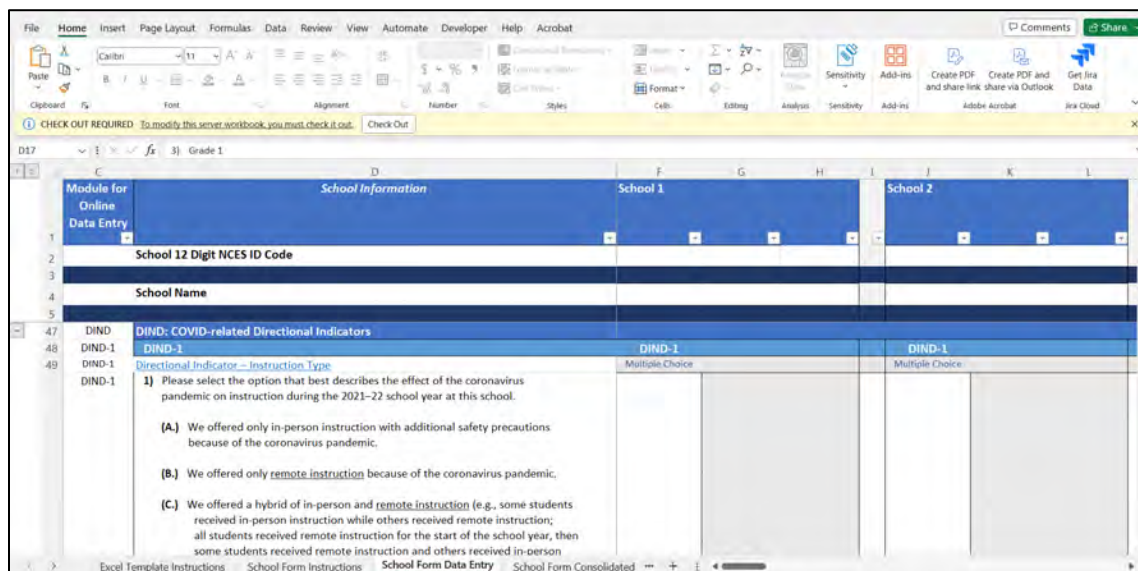 File Home Insert Page Layout Formulas Data Review View Automate Developer Help Acrobat Comments Share
Calibri 11 A^ A
Paste B I U A $ % 9 Format Sensitivity Add-ins Create PDF and share link Create PDF and share via Outlook Get Jira Data
Clipboard Font Alignment Number Styles Cells Editing Analysis Sensitivity Add-ins Adobe Acrobat Jira Cloud
CHECK OUT REQUIRED To modify this server workbook, you must check it out. Check Out
D17 fx 3) Grade 1
C D F G H I J K L
Module for Online Data Entry School Information School 1 School 2
1
2 School 12 Digit NCES ID Code
3
4 School Name
5
47 DIND DIND: COVID-related Directional Indicators
48 DIND-1 DIND-1 DIND-1 DIND-1
49 DIND-1 Directional Indicator – Instruction Type Multiple Choice Multiple Choice
DIND-1 1) Please select the option that best describes the effect of the coronavirus
pandemic on instruction during the 2021–22 school year at this school.
(A.) We offered only in-person instruction with additional safety precautions
because of the coronavirus pandemic.
(B.) We offered only remote instruction because of the coronavirus pandemic.
(C.) We offered a hybrid of in-person and remote instruction (e.g., some students
received in-person instruction while others received remote instruction;
all students received remote instruction for the start of the school year, then
some students received remote instruction and others received in-person
Excel Template Instructions School Form Instructions School Form Data Entry School Form Consolidated